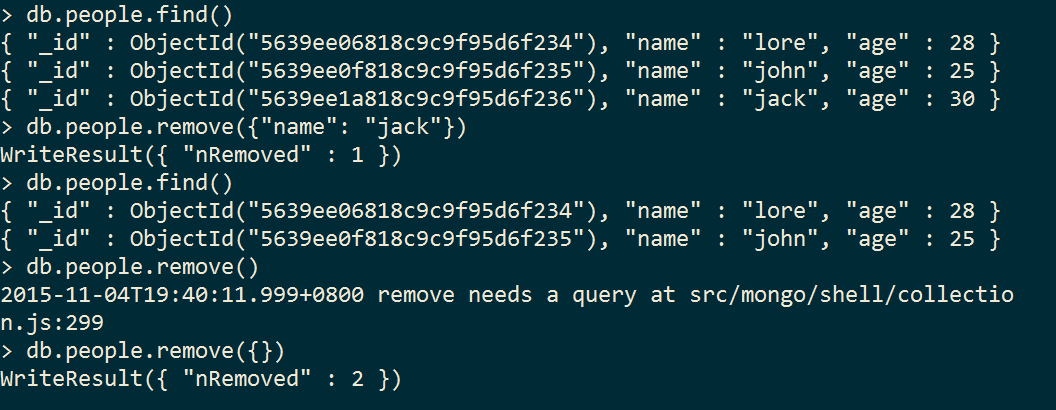 > db.people.find()
{ "_id" : ObjectId("5639ee06818c9c9f95d6f234"), "name" : "lore", "age" : 28 }
{ "_id" : ObjectId("5639ee0f818c9c9f95d6f235"), "name" : "john", "age" : 25 }
{ "_id" : ObjectId("5639ee1a818c9c9f95d6f236"), "name" : "jack", "age" : 30 }
> db.people.remove({"name": "jack"})
WriteResult({ "nRemoved" : 1 })
> db.people.find()
{ "_id" : ObjectId("5639ee06818c9c9f95d6f234"), "name" : "lore", "age" : 28 }
{ "_id" : ObjectId("5639ee0f818c9c9f95d6f235"), "name" : "john", "age" : 25 }
> db.people.remove()
2015-11-04T19:40:11.999+0800 remove needs a query at src/mongo/shell/collectio
n.js:299
> db.people.remove({})
WriteResult({ "nRemoved" : 2 })